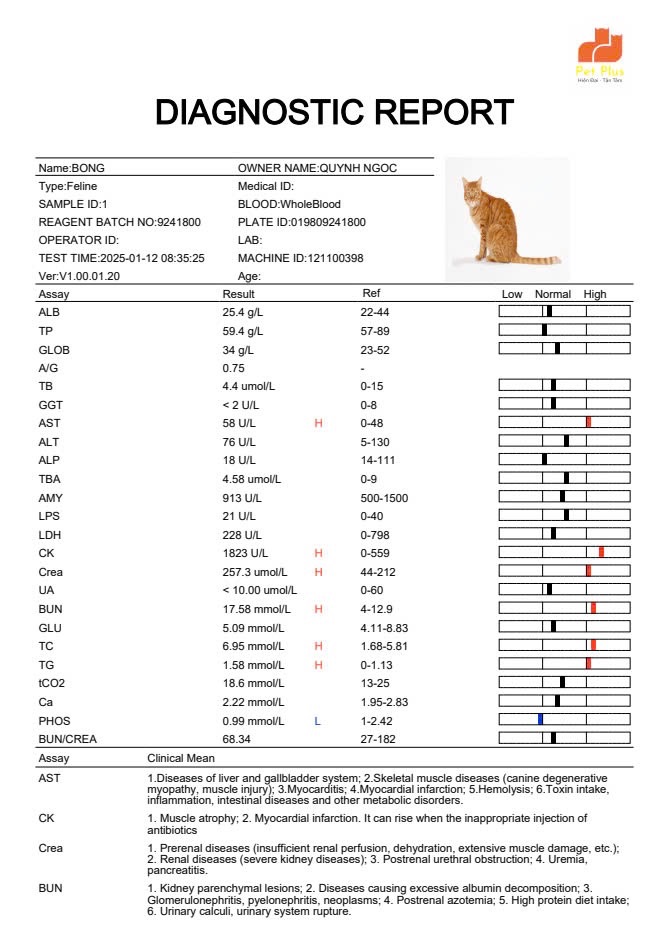 Pet Plus
Hiện Đại - Tận Tâm
DIAGNOSTIC REPORT
Name:BONG OWNER NAME:QUYNH NGOC
Type:Feline Medical ID:
SAMPLE ID:1 BLOOD:WholeBlood
REAGENT BATCH NO:9241800 PLATE ID:019809241800
OPERATOR ID: LAB:
TEST TIME:2025-01-12 08:35:25 MACHINE ID:121100398
Ver:V1.00.01.20 Age:
Assay Result Ref Low Normal High
ALB 25.4 g/L 22-44
TP 59.4 g/L 57-89
GLOB 34 g/L 23-52
A/G 0.75 -
TB 4.4 umol/L 0-15
GGT < 2 U/L 0-8
AST 58 U/L H 0-48
ALT 76 U/L 5-130
ALP 18 U/L 14-111
TBA 4.58 umol/L 0-9
AMY 913 U/L 500-1500
LPS 21 U/L 0-40
LDH 228 U/L 0-798
CK 1823 U/L H 0-559
Crea 257.3 umol/L H 44-212
UA < 10.00 umol/L 0-60
BUN 17.58 mmol/L H 4-12.9
GLU 5.09 mmol/L 4.11-8.83
TC 6.95 mmol/L H 1.68-5.81
TG 1.58 mmol/L H 0-1.13
tCO2 18.6 mmol/L 13-25
Ca 2.22 mmol/L 1.95-2.83
PHOS 0.99 mmol/L L 1-2.42
BUN/CREA 68.34 27-182
Assay Clinical Mean
AST 1.Diseases of liver and gallbladder system; 2.Skeletal muscle diseases (canine degenerative
myopathy, muscle injury); 3.Myocarditis; 4.Myocardial infarction; 5.Hemolysis; 6.Toxin intake,
inflammation, intestinal diseases and other metabolic disorders.
CK 1. Muscle atrophy; 2. Myocardial infarction. It can rise when the inappropriate injection of
antibiotics
Crea 1. Prerenal diseases (insufficient renal perfusion, dehydration, extensive muscle damage, etc.);
2. Renal diseases (severe kidney diseases); 3. Postrenal urethral obstruction; 4. Uremia,
pancreatitis.
BUN 1. Kidney parenchymal lesions; 2. Diseases causing excessive albumin decomposition; 3.
Glomerulonephritis, pyelonephritis, neoplasms; 4. Postrenal azotemia; 5. High protein diet intake;
6. Urinary calculi, urinary system rupture.